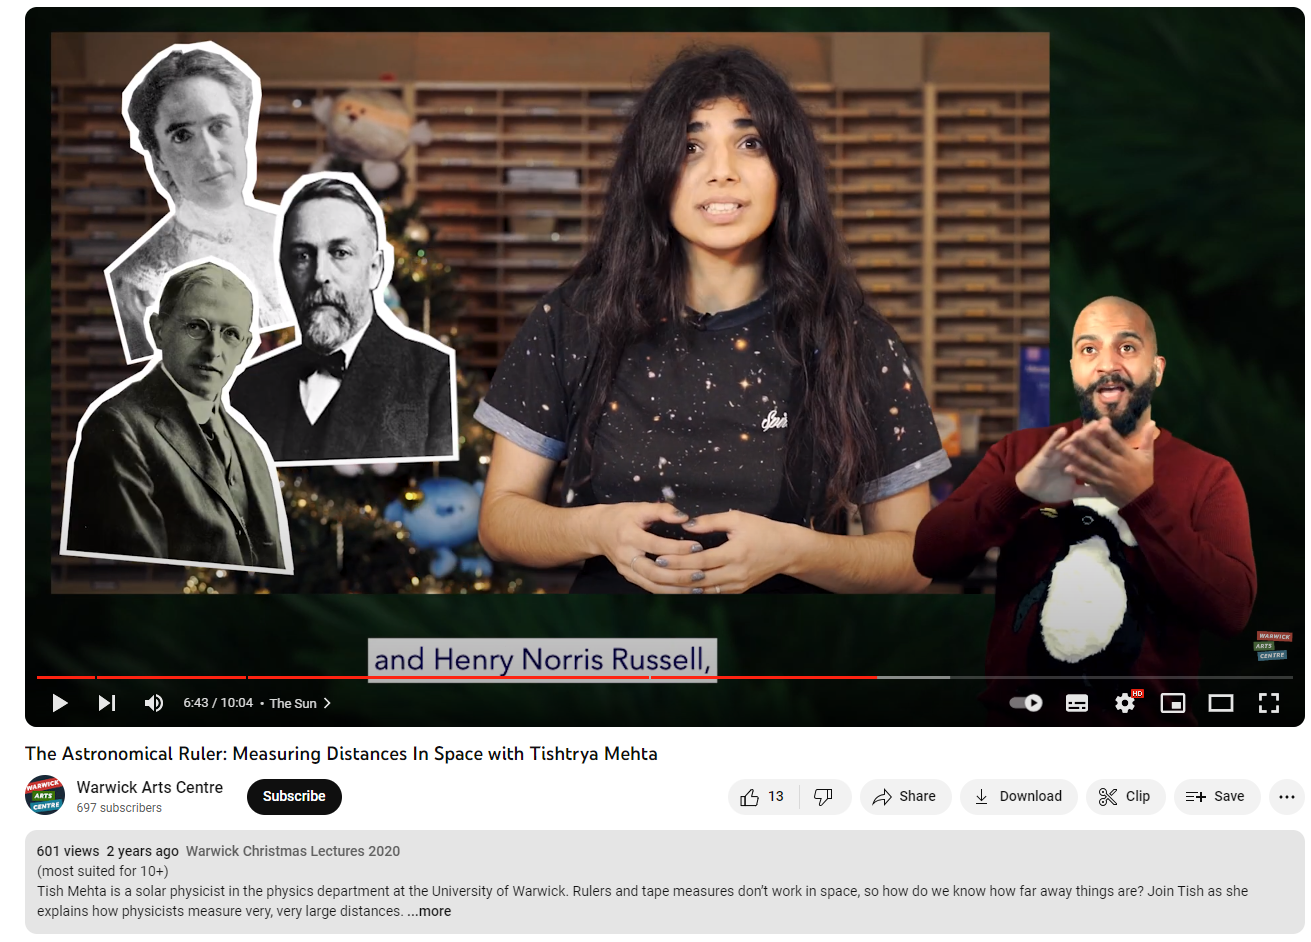 and Henry Norris Russell,
WARWICK
ARTS
CENTRE
6:43 / 10:04 • The Sun
HD
The Astronomical Ruler: Measuring Distances In Space with Tishtrya Mehta
WARWICK
ARTS
CENTRE
Warwick Arts Centre
697 subscribers
Subscribe
13
Share
Download
Clip
Save
601 views 2 years ago Warwick Christmas Lectures 2020
(most suited for 10+)
Tish Mehta is a solar physicist in the physics department at the University of Warwick. Rulers and tape measures don't work in space, so how do we know how far away things are? Join Tish as she
explains how physicists measure very, very large distances. ...more